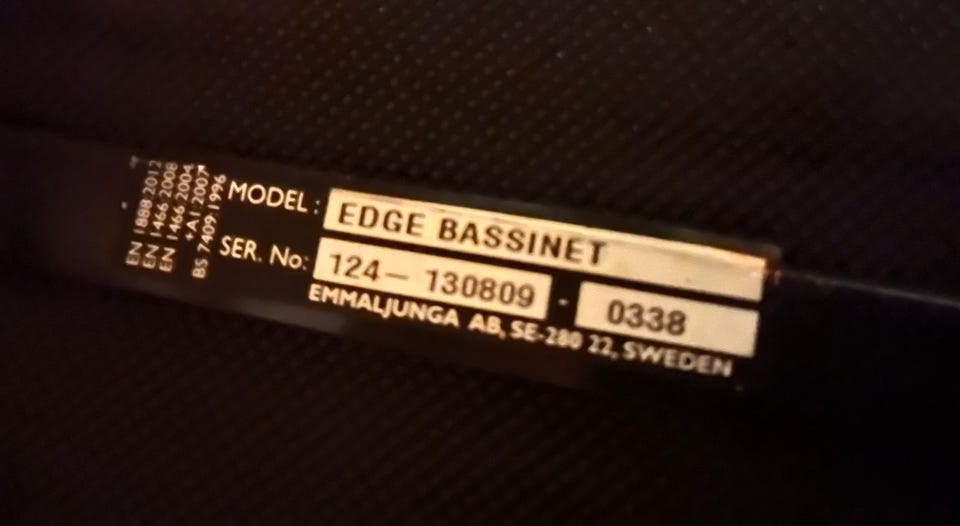 EN 1888:2012
EN 1466:2008
EN 1466:2004
+A1:2007
BS 7409:1996
MODEL: EDGE BASSINET
SER. No: 124- 130809 - 0338
EMMALJUNGA AB, SE-280 22, SWEDEN